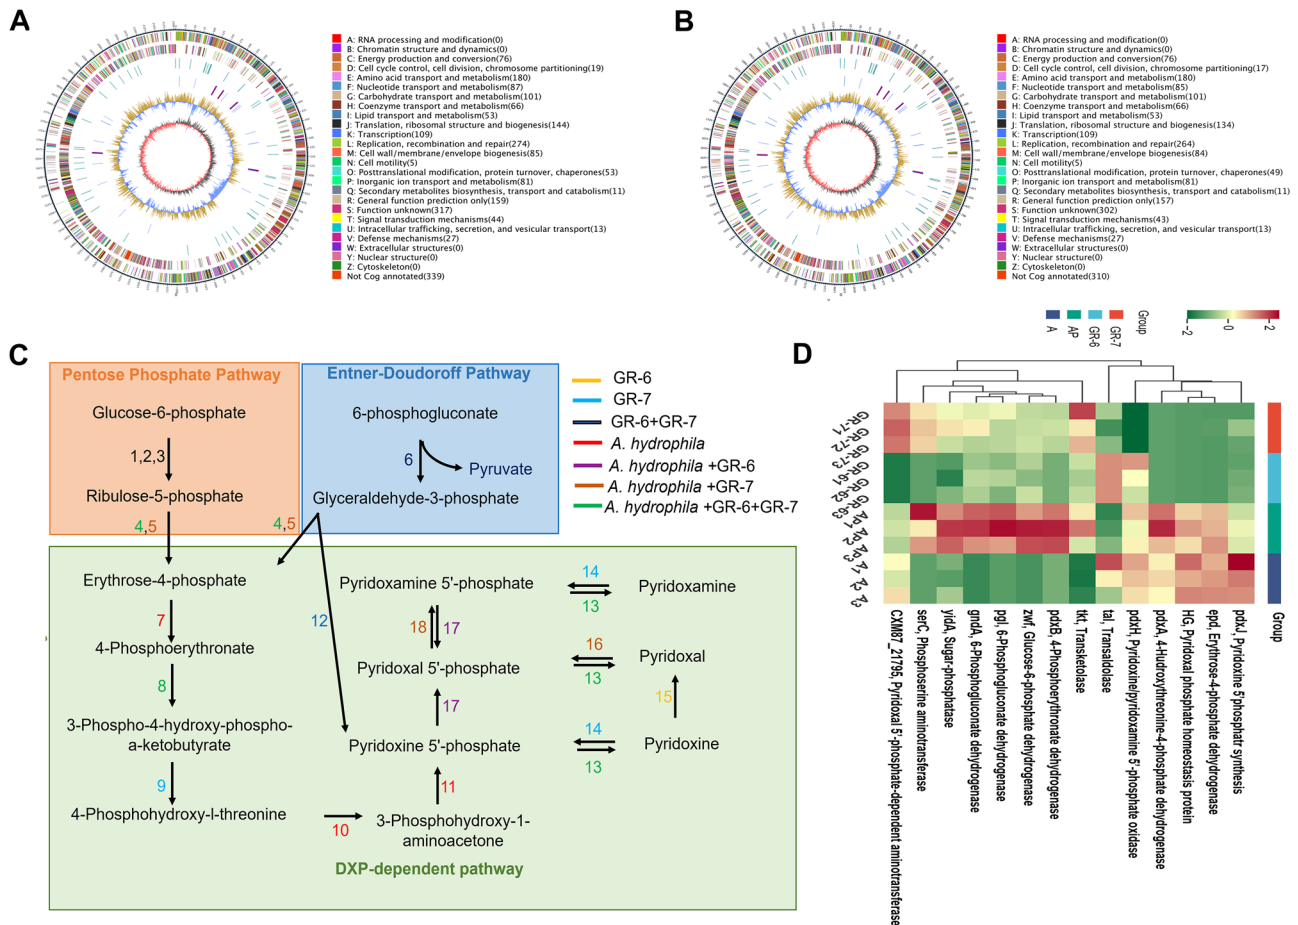 A
A: RNA processing and modification(0)
B: Chromatin structure and dynamics(0)
C: Energy production and conversion(76)
D: Cell cycle control, cell division, chromosome partitioning(19)
E: Amino acid transport and metabolism(180)
F: Nucleotide transport and metabolism(87)
G: Carbohydrate transport and metabolism(101)
H: Coenzyme transport and metabolism(66)
I: Lipid transport and metabolism(53)
J: Translation, ribosomal structure and biogenesis(144)
K: Transcription(109)
L: Replication, recombination and repair(274)
M: Cell wall/membrane/envelope biogenesis(85)
N: Cell motility(5)
O: Posttranslational modification, protein turnover, chaperones(53)
P: Inorganic ion transport and metabolism(81)
Q: Secondary metabolites biosynthesis, transport and catabolism(11)
R: General function prediction only(159)
S: Function unknown(317)
T: Signal transduction mechanisms(44)
U: Intracellular trafficking, secretion, and vesicular transport(13)
V: Defense mechanisms(27)
W: Extracellular structures(0)
Y: Nuclear structure(0)
Z: Cytoskeleton(0)
Not Cog annotated(339)
B
A: RNA processing and modification(0)
B: Chromatin structure and dynamics(0)
C: Energy production and conversion(76)
D: Cell cycle control, cell division, chromosome partitioning(17)
E: Amino acid transport and metabolism(180)
F: Nucleotide transport and metabolism(85)
G: Carbohydrate transport and metabolism(101)
H: Coenzyme transport and metabolism(66)
I: Lipid transport and metabolism(53)
J: Translation, ribosomal structure and biogenesis(134)
K: Transcription(109)
L: Replication, recombination and repair(264)
M: Cell wall/membrane/envelope biogenesis(84)
N: Cell motility(5)
O: Posttranslational modification, protein turnover, chaperones(49)
P: Inorganic ion transport and metabolism(81)
Q: Secondary metabolites biosynthesis, transport and catabolism(11)
R: General function prediction only(157)
S: Function unknown(302)
T: Signal transduction mechanisms(43)
U: Intracellular trafficking, secretion, and vesicular transport(13)
V: Defense mechanisms(27)
W: Extracellular structures(0)
Y: Nuclear structure(0)
Z: Cytoskeleton(0)
Not Cog annotated(310)
C
Pentose Phosphate Pathway
Glucose-6-phosphate
1,2,3
Ribulose-5-phosphate
4,5
Entner-Doudoroff Pathway
6-phosphogluconate
6
Pyruvate
Glyceraldehyde-3-phosphate
4,5
GR-6
GR-7
GR-6+GR-7
A. hydrophila
A. hydrophila +GR-6
A. hydrophila +GR-7
A. hydrophila +GR-6+GR-7
Erythrose-4-phosphate
7
4-Phosphoerythronate
8
3-Phospho-4-hydroxy-phospho-
a-ketobutyrate
9
4-Phosphohydroxy-l-threonine
10
3-Phosphohydroxy-1-
aminoacetone
11
12
Pyridoxine 5'-phosphate
17
Pyridoxal 5'-phosphate
18
17
Pyridoxamine 5'-phosphate
14
13
Pyridoxamine
16
13
Pyridoxal
15
14
13
Pyridoxine
DXP-dependent pathway
D
A
AP
GR-6
GR-7
Group
-2
0
2
GR-71
GR-72
GR-73
GR-61
GR-62
GR-63
AP1
AP2
AP3
A1
A2
A3
Group
CXM87_21795, Pyridoxal 5'-phosphate-dependent aminotransferase
serC, Phosphoserine aminotransferase
yidA, Sugar-phosphatase
gndA, 6-Phosphogluconate dehydrogenase
pgl, 6-Phosphogluconate dehydrogenase
zwf, Glucose-6-phosphate dehydrogenase
pdxB, 4-Phosphoerythronate dehydrogenase
tkt, Transketolase
tal, Transaldolase
pdxH, Pyridoxine/pyridoxamine 5'-phosphate oxidase
pdxA, 4-Hudroxythreonine-4-phosphate dehydrogenase
HG, Pyridoxal phosphate homeostasis protein
epd, Erythrose-4-phosphate dehydrogenase
pdxJ, Pyridoxine 5'phosphatr synthesis